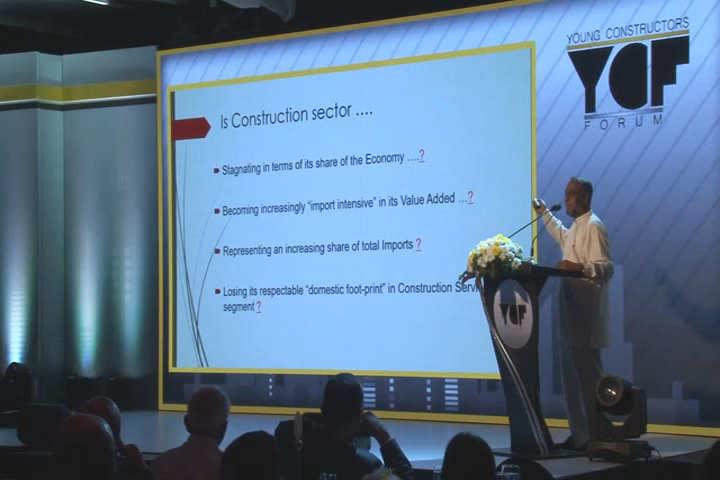 YOUNG CONSTRUCTORS
YCF
FORUM
Is Construction sector ....
Stagnating in terms of its share of the Economy ....?
Becoming increasingly "import intensive" in its Value Added ...?
Representing an increasing share of total Imports ?
Losing its respectable "domestic foot-print" in Construction
segment ?
YCF